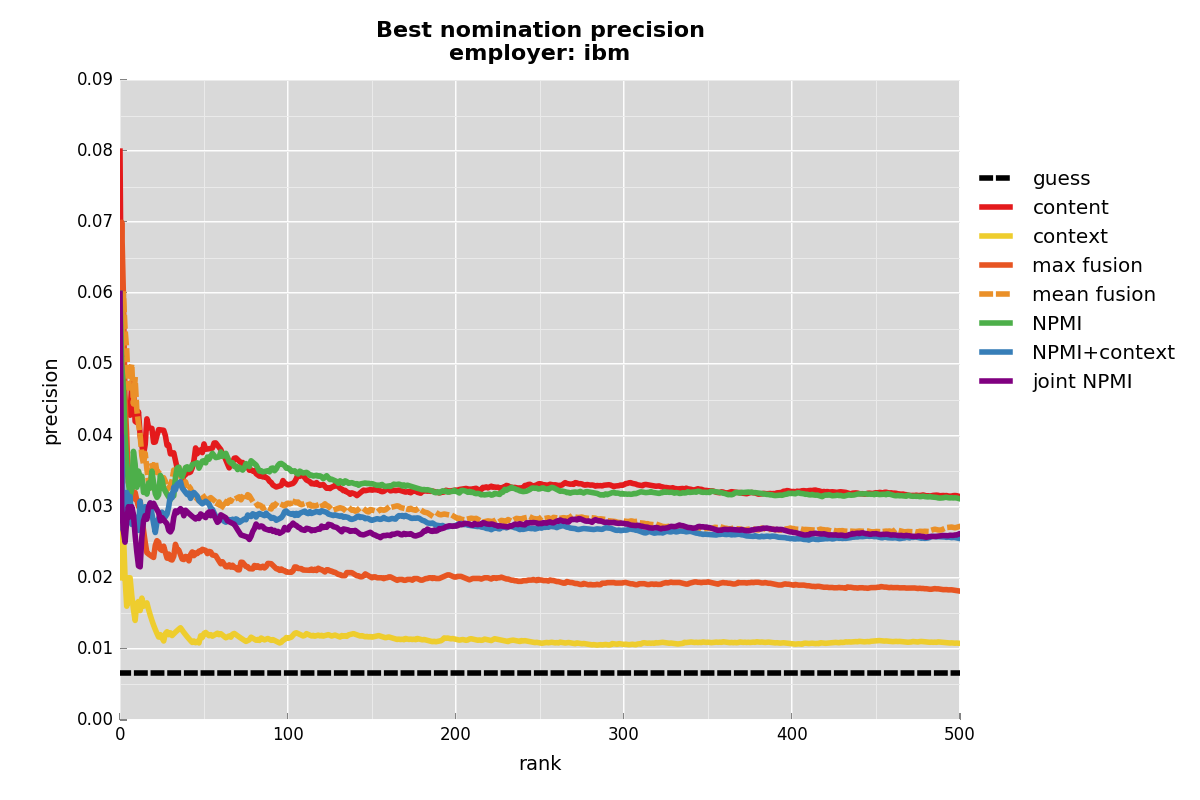 Best nomination precision
employer: ibm
precision
0.09
0.08
0.07
0.06
0.05
0.04
0.03
0.02
0.01
0.00
0
100
200
300
400
500
rank
guess
content
context
max fusion
mean fusion
NPMI
NPMI+context
joint NPMI